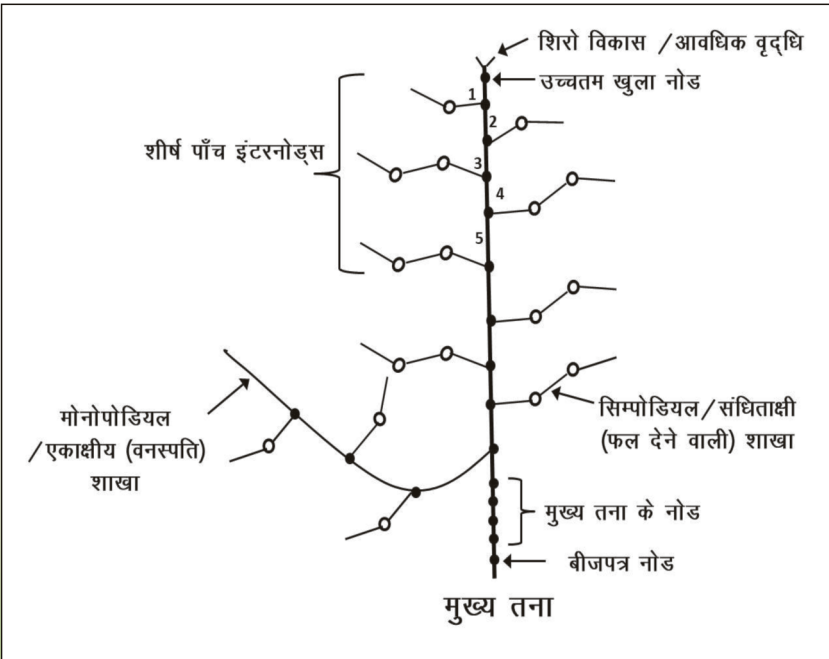 शिरो विकास /आवधिक वृद्धि
उच्चतम खुला नोड
1
2
शीर्ष पाँच इंटरनोड्स
3
4
5
मोनोपोडियल
/एकाक्षीय (वनस्पति)
शाखा
सिम्पोडियल/संधिताक्षी
(फल देने वाली) शाखा
मुख्य तना के नोड
बीजपत्र नोड
मुख्य तना